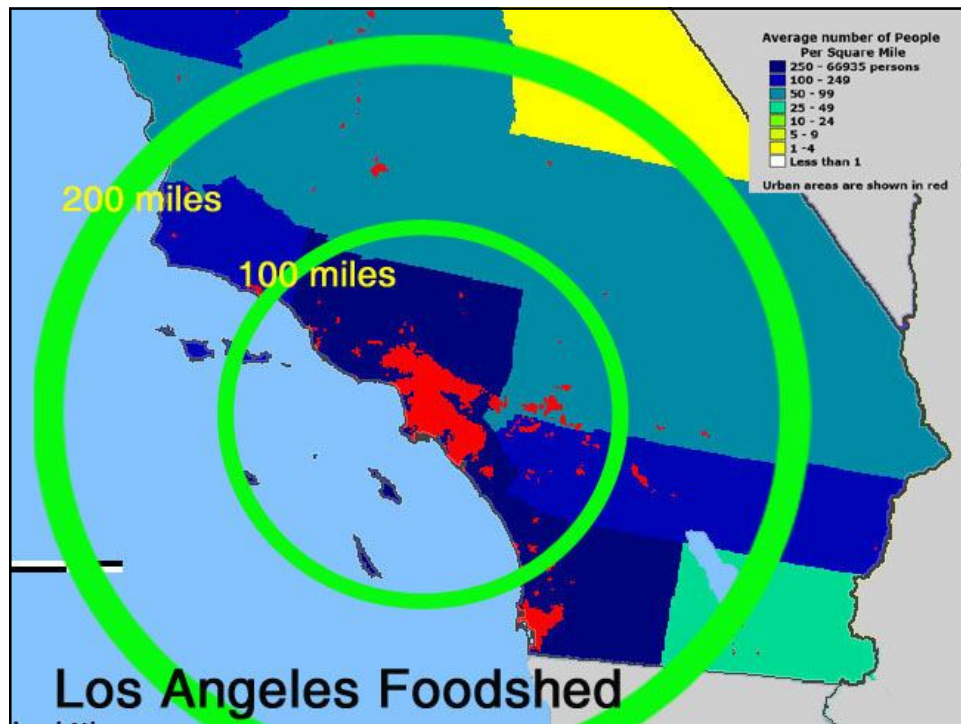 Average number of People
Per Square Mile
250 - 66935 persons
100 - 249
50 - 99
25 - 49
10 - 24
5 - 9
1 -4
Less than 1
Urban areas are shown in red
200 miles
100 miles
Los Angeles Foodshed